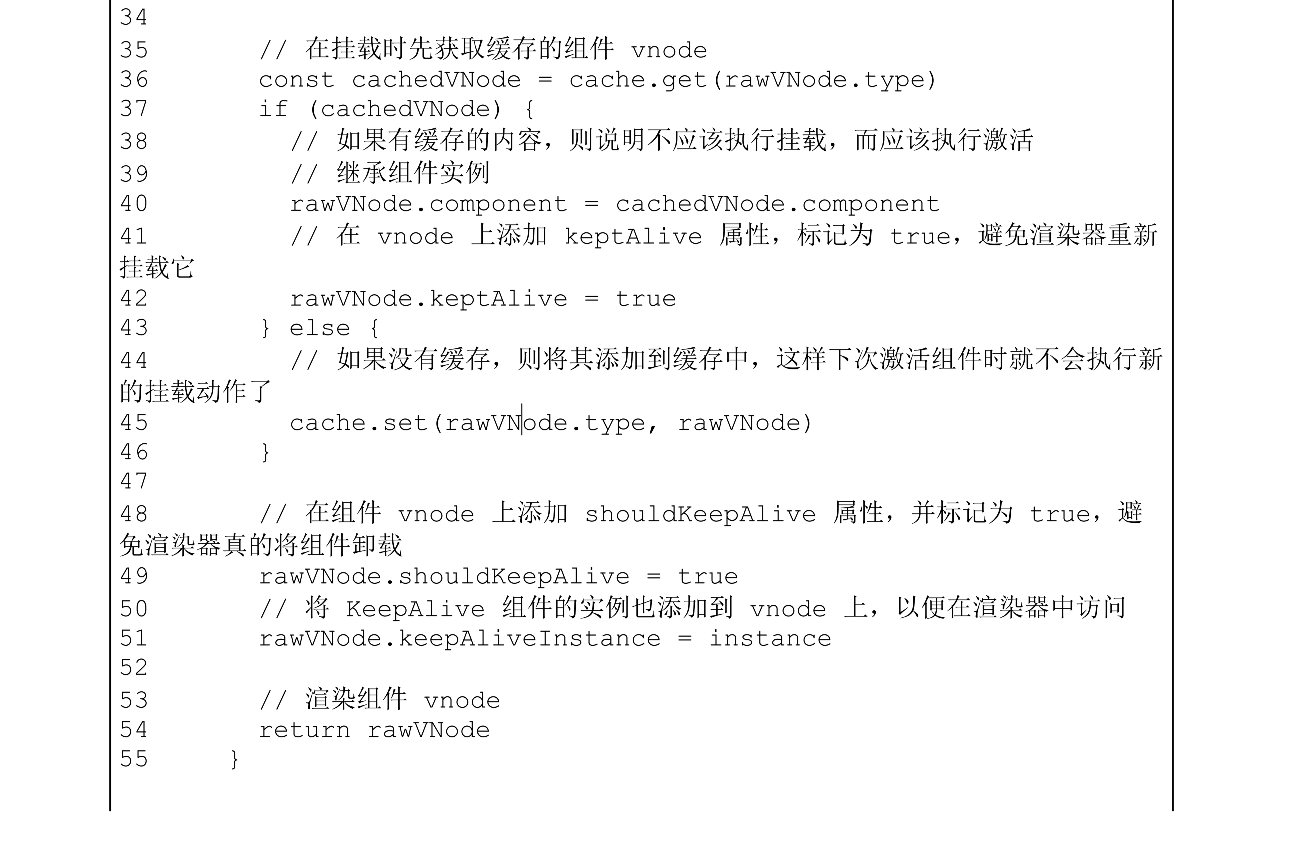 34
35 // 在挂载时先获取缓存的组件 vnode
36 const cachedVNode = cache.get(rawVNode.type)
37 if (cachedVNode) {
38 // 如果有缓存的内容，则说明不应该执行挂载，而应该执行激活
39 // 继承组件实例
40 rawVNode.component = cachedVNode.component
41 // 在 vnode 上添加 keptAlive 属性，标记为 true，避免渲染器重新
挂载它
42 rawVNode.keptAlive = true
43 } else {
44 // 如果没有缓存，则将其添加到缓存中，这样下次激活组件时就不会执行新
的挂载动作了
45 cache.set(rawVNode.type, rawVNode)
46 }
47
48 // 在组件 vnode 上添加 shouldKeepAlive 属性，并标记为 true，避
免渲染器真的将组件卸载
49 rawVNode.shouldKeepAlive = true
50 // 将 KeepAlive 组件的实例也添加到 vnode 上，以便在渲染器中访问
51 rawVNode.keepAliveInstance = instance
52
53 // 渲染组件 vnode
54 return rawVNode
55 }